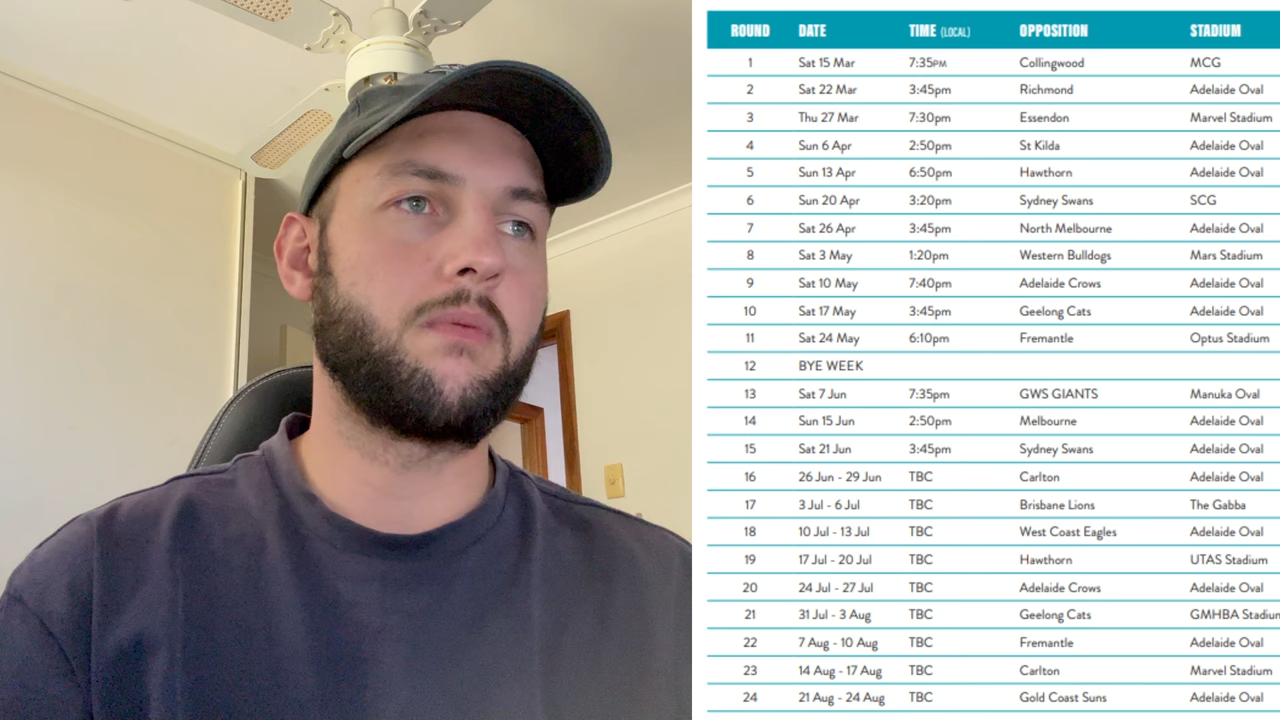 ROUND DATE TIME (LOCAL) OPPOSITION STADIUM
1 Sat 15 Mar 7:35PM Collingwood MCG
2 Sat 22 Mar 3:45pm Richmond Adelaide Oval
3 Thu 27 Mar 7:30pm Essendon Marvel Stadium
4 Sun 6 Apr 2:50pm St Kilda Adelaide Oval
5 Sun 13 Apr 6:50pm Hawthorn Adelaide Oval
6 Sun 20 Apr 3:20pm Sydney Swans SCG
7 Sat 26 Apr 3:45pm North Melbourne Adelaide Oval
8 Sat 3 May 1:20pm Western Bulldogs Mars Stadium
9 Sat 10 May 7:40pm Adelaide Crows Adelaide Oval
10 Sat 17 May 3:45pm Geelong Cats Adelaide Oval
11 Sat 24 May 6:10pm Fremantle Optus Stadium
12 BYE WEEK
13 Sat 7 Jun 7:35pm GWS GIANTS Manuka Oval
14 Sun 15 Jun 2:50pm Melbourne Adelaide Oval
15 Sat 21 Jun 3:45pm Sydney Swans Adelaide Oval
16 26 Jun - 29 Jun TBC Carlton Adelaide Oval
17 3 Jul - 6 Jul TBC Brisbane Lions The Gabba
18 10 Jul - 13 Jul TBC West Coast Eagles Adelaide Oval
19 17 Jul - 20 Jul TBC Hawthorn UTAS Stadium
20 24 Jul - 27 Jul TBC Adelaide Crows Adelaide Oval
21 31 Jul - 3 Aug TBC Geelong Cats GMHBA Stadium
22 7 Aug - 10 Aug TBC Fremantle Adelaide Oval
23 14 Aug - 17 Aug TBC Carlton Marvel Stadium
24 21 Aug - 24 Aug TBC Gold Coast Suns Adelaide Oval